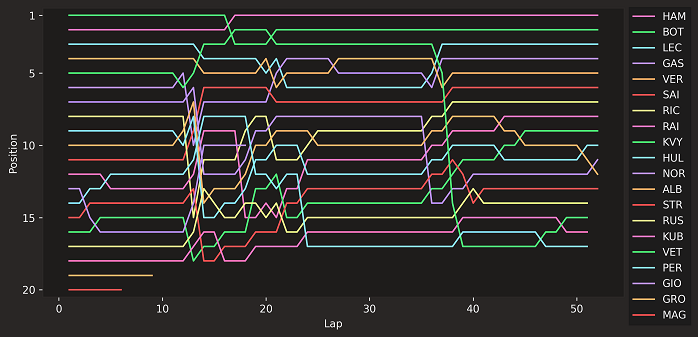 1
5
10
15
20
Position
0
10
20
30
40
50
Lap
HAM
BOT
LEC
GAS
VER
SAI
RIC
RAI
KVY
HUL
NOR
ALB
STR
RUS
KUB
VET
PER
GIO
GRO
MAG